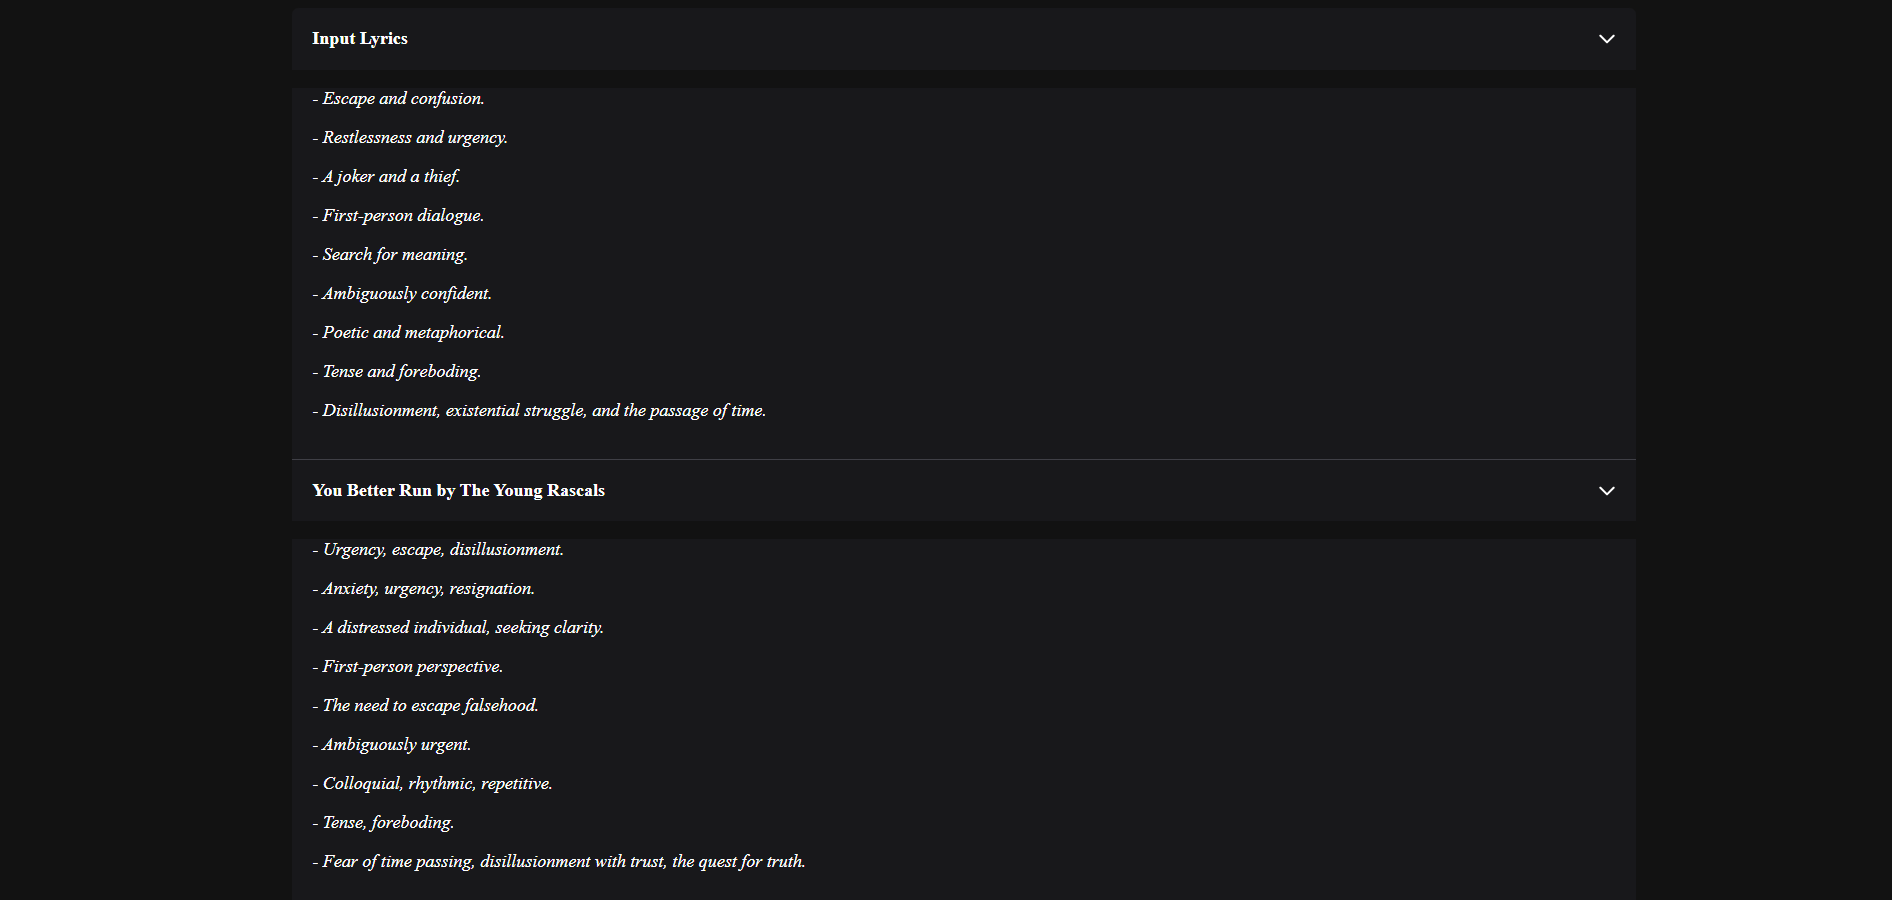 Input Lyrics
- Escape and confusion.
- Restlessness and urgency.
- A joker and a thief.
- First-person dialogue.
- Search for meaning.
- Ambiguously confident.
- Poetic and metaphorical.
- Tense and foreboding.
- Disillusionment, existential struggle, and the passage of time.
You Better Run by The Young Rascals
- Urgency, escape, disillusionment.
- Anxiety, urgency, resignation.
- A distressed individual, seeking clarity.
- First-person perspective.
- The need to escape falsehood.
- Ambiguously urgent.
- Colloquial, rhythmic, repetitive.
- Tense, foreboding.
- Fear of time passing, disillusionment with trust, the quest for truth.